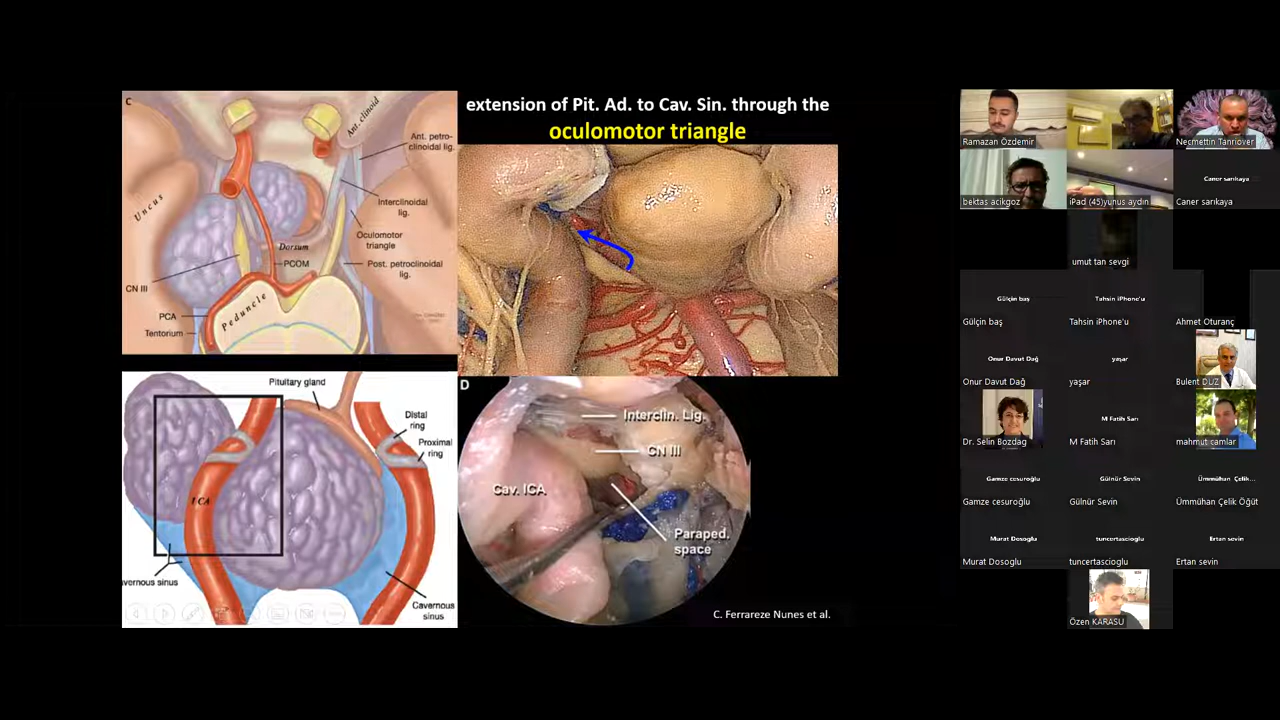 extension of Pit. Ad. to Cav. Sin. through the
oculomotor triangle
C
Ant. clinoid
Ant. petro-
clinoidal lig.
Uncus
Interclinoidal
lig.
Oculomotor
triangle
Dorsum
PCOM
Post. petroclinoidal
lig.
CN III
PCA
Peduncle
Tentorium
Pituitary gland
Distal
ring
Proximal
ring
ICA
vernous sinus
Cavernous
sinus
D
Interclin. Lig.
CN III
Cav. ICA
Paraped.
space
C. Ferrareze Nunes et al.
Ramazan Özdemir
Necmettin Tanrıover
bektas acikgoz
iPad (45)yunus aydın
Caner sarıkaya
Caner sarıkaya
umut tan sevgi
Gülçin baş
Tahsin iPhone'u
Gülçin baş
Tahsin iPhone'u
Ahmet Oturanç
Onur Davut Dağ
yaşar
Onur Davut Dağ
yaşar
Bulent DUZ
M Fatih Sarı
Dr. Selin Bozdag
M Fatih Sarı
mahmut camlar
Gamze cesuroğlu
Gülnür Sevin
Ümmühan Çelik...
Gamze cesuroğlu
Gülnür Sevin
Ümmühan Çelik Öğüt
Murat Dosoglu
tuncertascioglu
Ertan sevin
Murat Dosoglu
tuncertascioglu
Ertan sevin
Özen KARASU